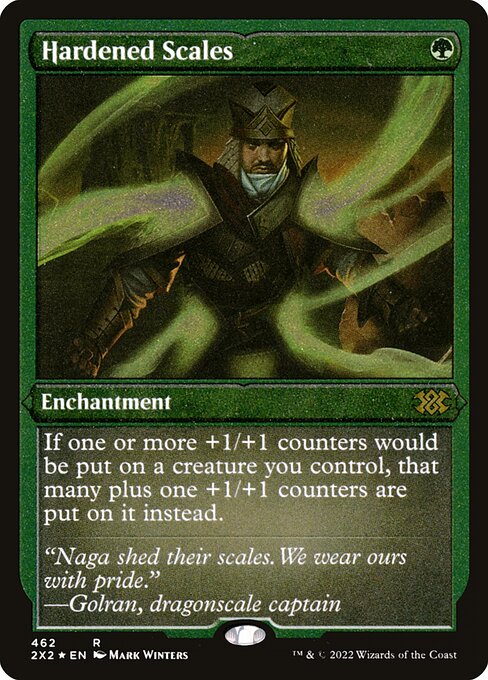 Hardened Scales
Enchantment
If one or more +1/+1 counters would
be put on a creature you control, that
many plus one +1/+1 counters are
put on it instead.
“Naga shed their scales. We wear ours
with pride.”
—Golran, dragonscale captain
462 R
2X2 ★ EN Mark Winters
™ & © 2022 Wizards of the Coast